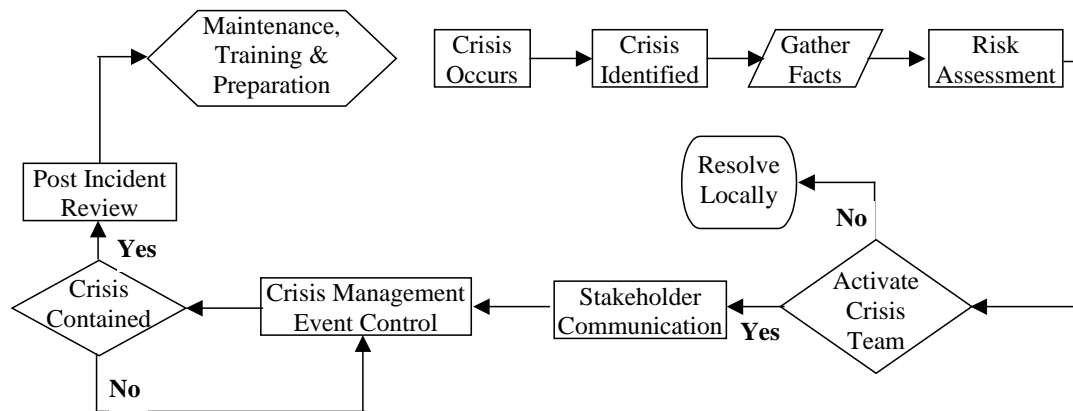 Maintenance,
Training &
Preparation
Crisis
Occurs
Crisis
Identified
Gather
Facts
Risk
Assessment
Post Incident
Review
Resolve
Locally
No
Yes
Crisis
Contained
Crisis Management
Event Control
Stakeholder
Communication
Yes
Activate
Crisis
Team
No